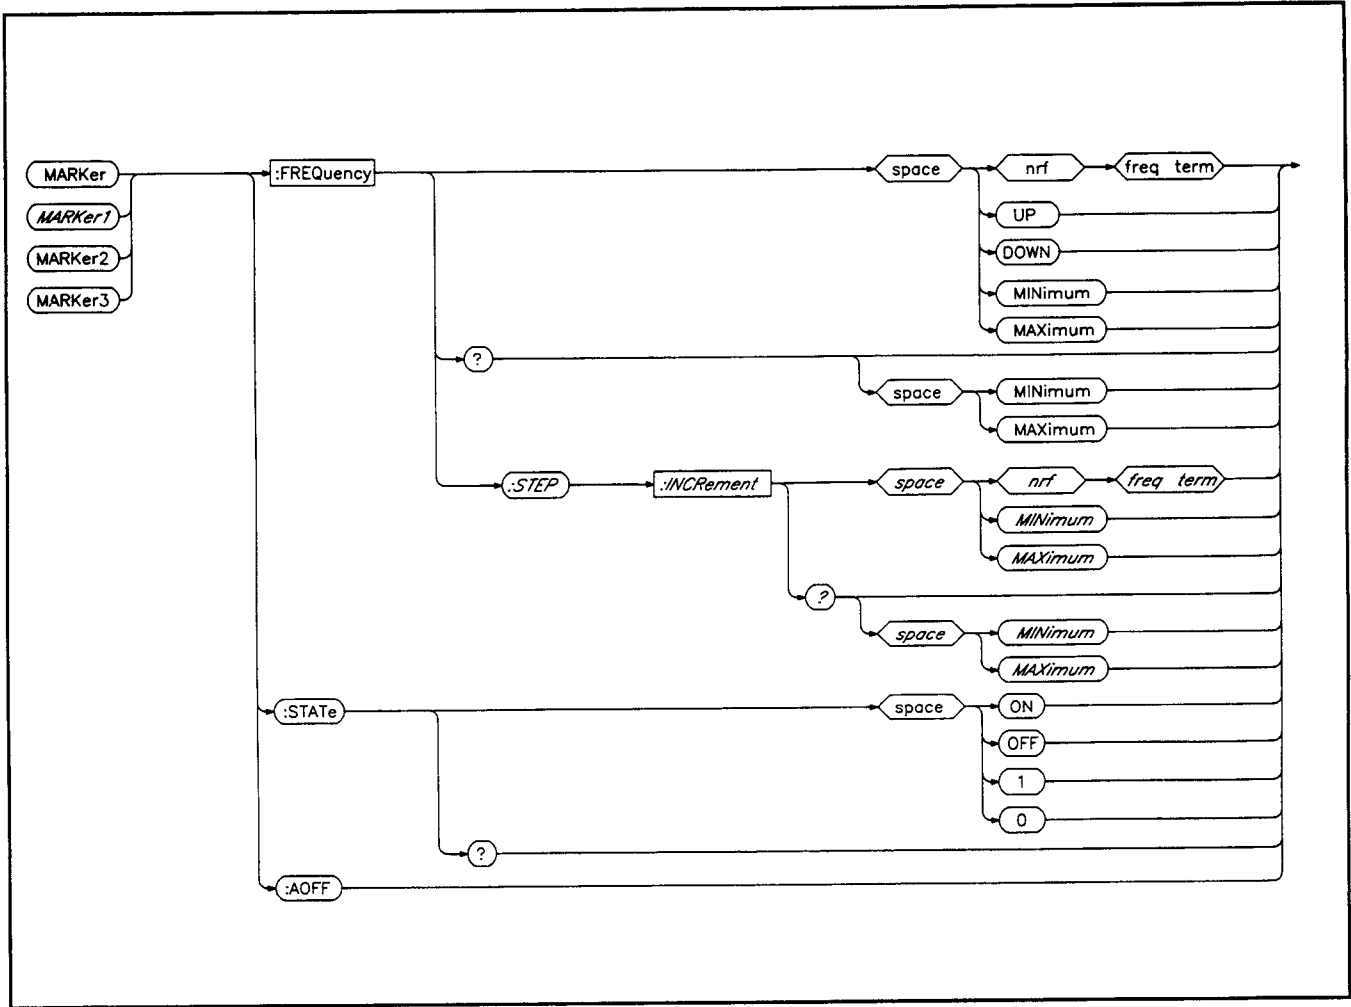 MARKer :FREQuency space nrf freq term
MARKer1
UP
MARKer2
DOWN
MARKer3
MINimum
MAXimum
?
space MINimum
MAXimum
:STEP :INCRement space nrf freq term
MINimum
MAXimum
?
space MINimum
MAXimum
:STATe space ON
OFF
1
0
?
:AOFF